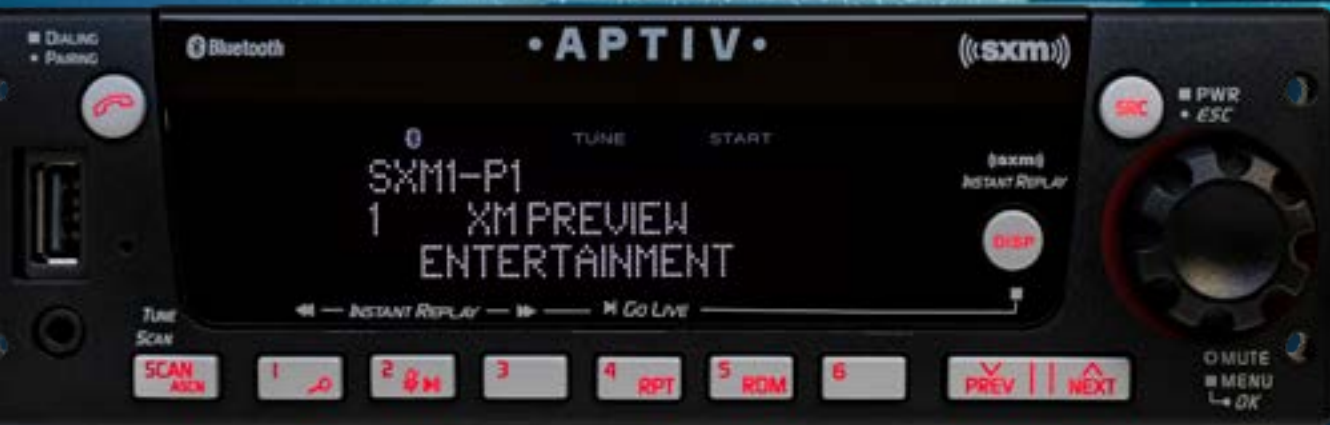 DIALING
PAIRING
Bluetooth
•APTIV•
((( sxm )))
SRC
PWR
ESC
TUNE START
SXM1-P1
1 XM PREVIEW
ENTERTAINMENT
((sxm))
INSTANT REPLAY
DISP
INSTANT REPLAY
GO LIVE
TUNE
SCAN
SCAN
ASCN
1
2
3
4 RPT
5 RDM
6
PREV NEXT
MUTE
MENU
OK